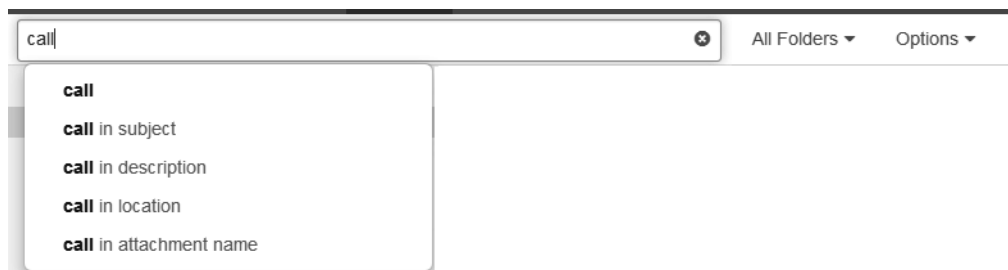 call All Folders Options
call
call in subject
call in description
call in location
call in attachment name